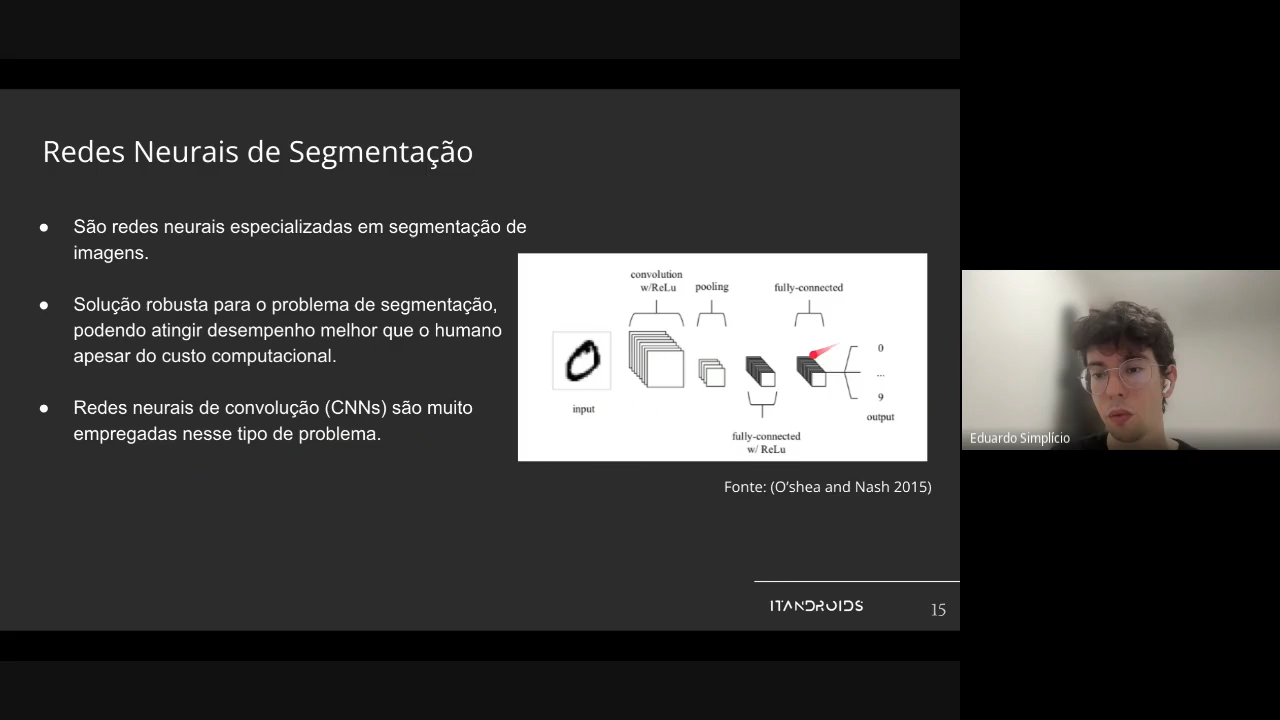 Redes Neurais de Segmentação
● São redes neurais especializadas em segmentação de
imagens.
● Solução robusta para o problema de segmentação,
podendo atingir desempenho melhor que o humano
apesar do custo computacional.
● Redes neurais de convolução (CNNs) são muito
empregadas nesse tipo de problema.
convolution
w/ReLu
pooling
fully-connected
input
fully-connected
w/ ReLu
0
...
9
output
Fonte: (O'shea and Nash 2015)
ITANDROIDS
15
Eduardo Simplício